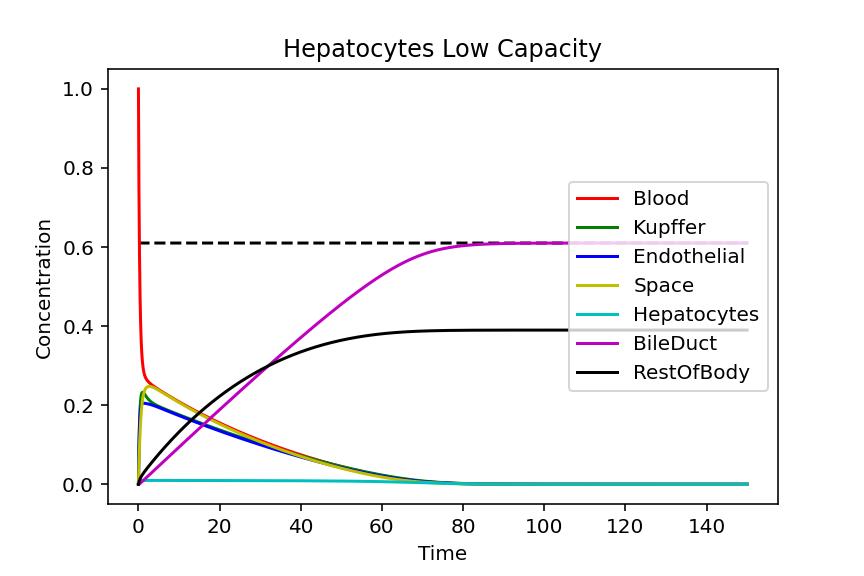 Hepatocytes Low Capacity
1.0
0.8
0.6
0.4
0.2
0.0
Concentration
Blood
Kupffer
Endothelial
Space
Hepatocytes
BileDuct
RestOfBody
0 20 40 60 80 100 120 140
Time